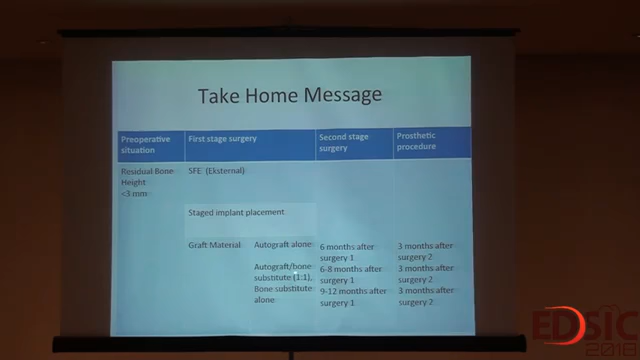 Take Home Message
Preoperative situation
First stage surgery
Second stage surgery
Prosthetic procedure
Residual Bone Height <3 mm
SFE (Eksternal)
Staged implant placement
Graft Material
Autograft alone
6 months after surgery 1
3 months after surgery 2
Autograft/bone substitute (1:1),
6-8 months after surgery 1
3 months after surgery 2
Bone substitute alone
9-12 months after surgery 1
3 months after surgery 2
EDSIC
2018